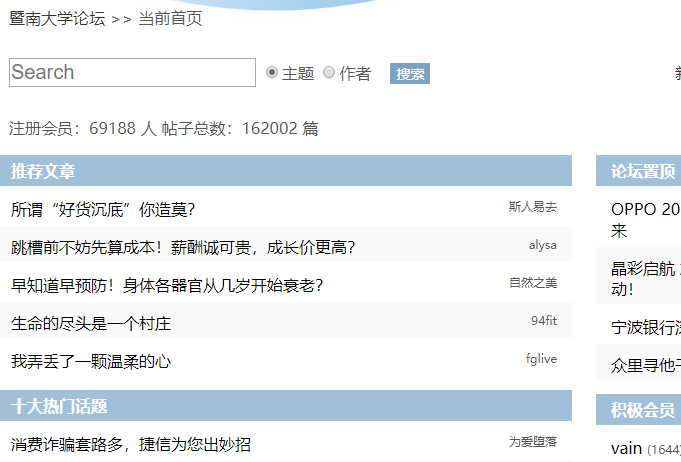 暨南大学论坛 >> 当前首页
Search 主题 作者 搜索
注册会员：69188 人 帖子总数：162002 篇
推荐文章
所谓“好货沉底”你造莫？ 斯人易去
跳槽前不妨先算成本！薪酬诚可贵，成长价更高？ alysa
早知道早预防！身体各器官从几岁开始衰老？ 自然之美
生命的尽头是一个村庄 94fit
我弄丢了一颗温柔的心 fglive
十大热门话题
消费诈骗套路多，捷信为您出妙招 为爱堕落
论坛置顶
OPPO 20
来
晶彩启航
动！
宁波银行
众里寻他
积极会员
vain (1644